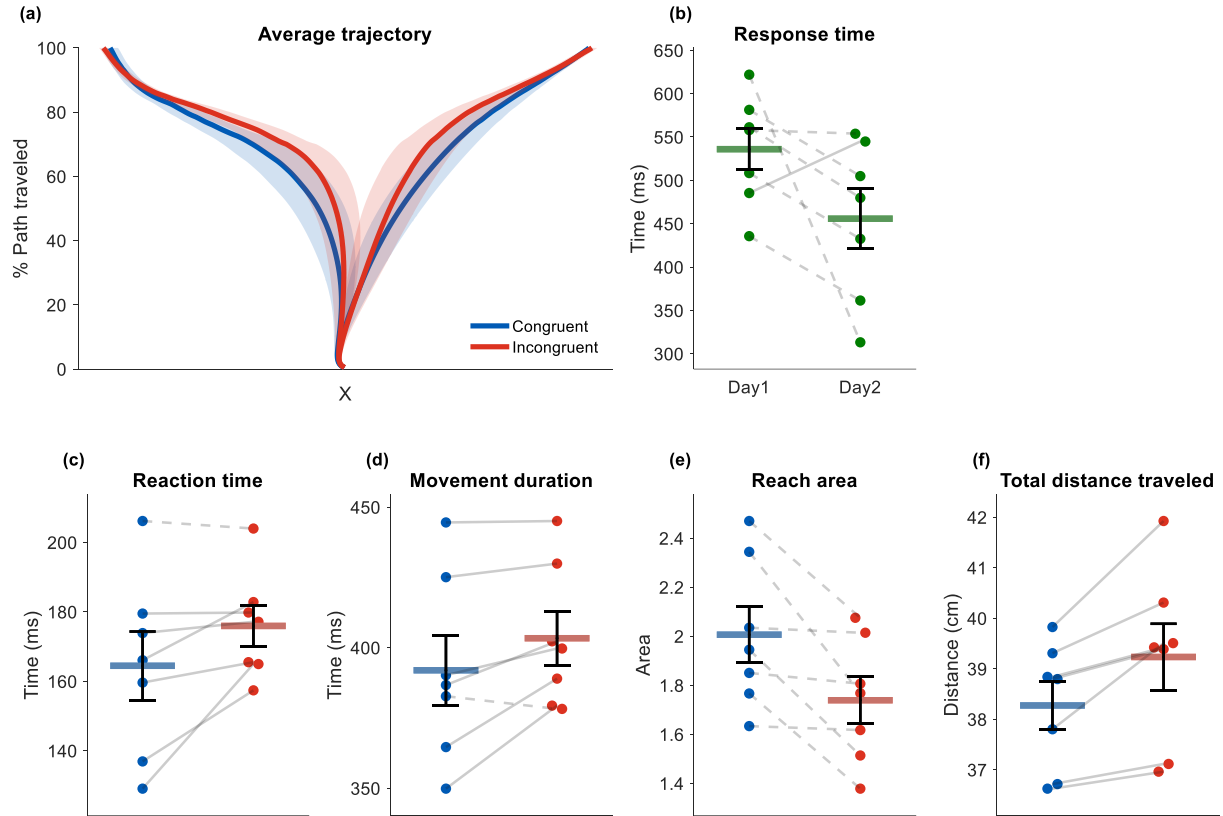 (a)
Average trajectory
100
80
60
40
20
0
% Path traveled
X
Congruent
Incongruent
(b)
Response time
650
600
550
500
450
400
350
300
Time (ms)
Day1
Day2
(c)
Reaction time
200
180
160
140
Time (ms)
(d)
Movement duration
450
400
350
Time (ms)
(e)
Reach area
2.4
2.2
2
1.8
1.6
1.4
Area
(f)
Total distance traveled
42
41
40
39
38
37
Distance (cm)